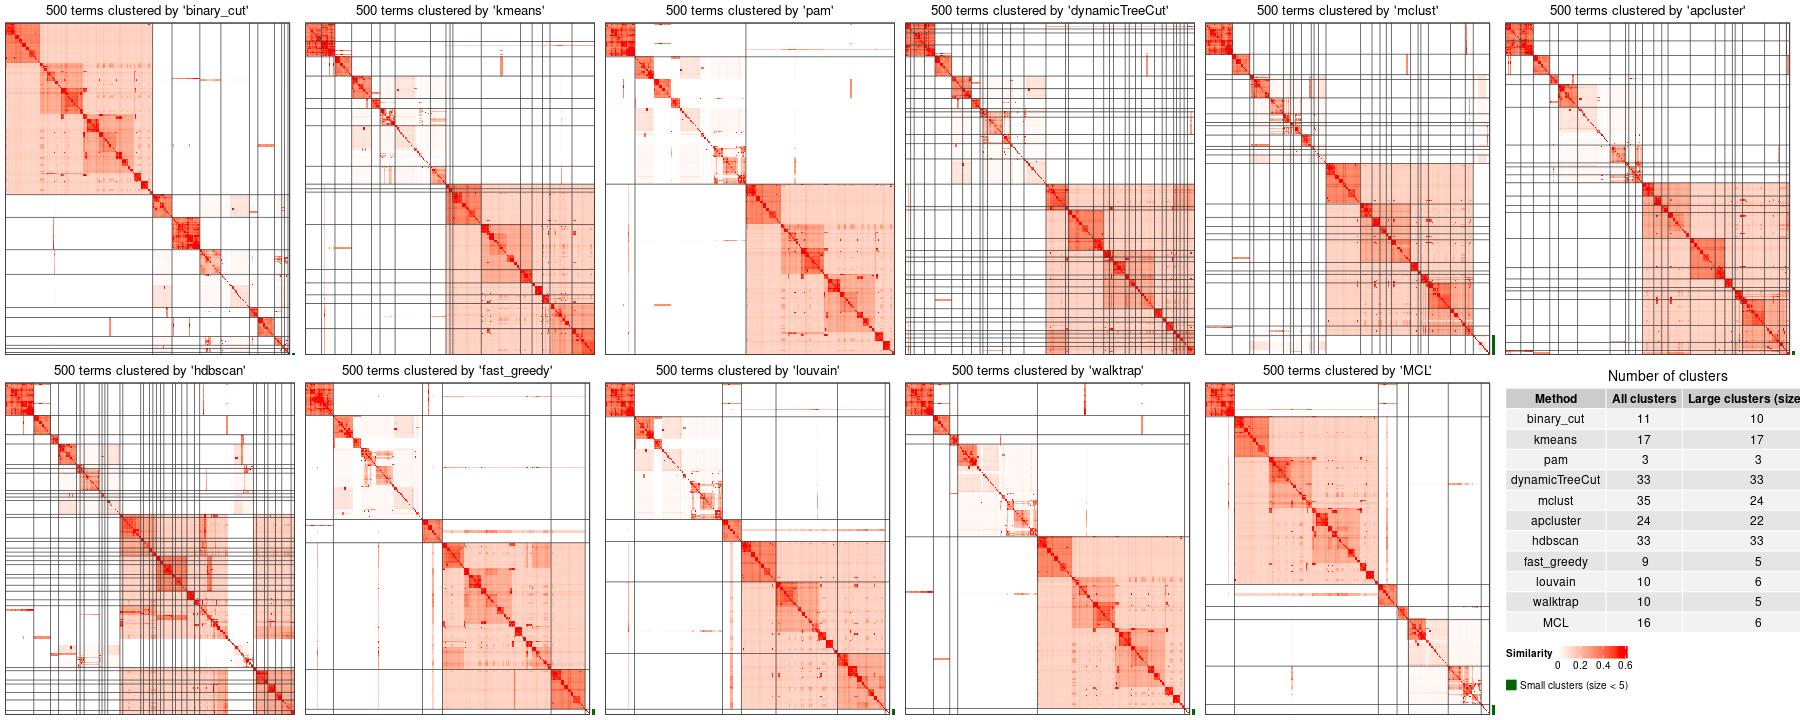 500 terms clustered by 'binary_cut'
500 terms clustered by 'kmeans'
500 terms clustered by 'pam'
500 terms clustered by 'dynamicTreeCut'
500 terms clustered by 'mclust'
500 terms clustered by 'apcluster'
500 terms clustered by 'hdbscan'
500 terms clustered by 'fast_greedy'
500 terms clustered by 'louvain'
500 terms clustered by 'walktrap'
500 terms clustered by 'MCL'
Number of clusters
Method All clusters Large clusters (size
binary_cut 11 10
kmeans 17 17
pam 3 3
dynamicTreeCut 33 33
mclust 35 24
apcluster 24 22
hdbscan 33 33
fast_greedy 9 5
louvain 10 6
walktrap 10 5
MCL 16 6
Similarity
0 0.2 0.4 0.6
Small clusters (size < 5)